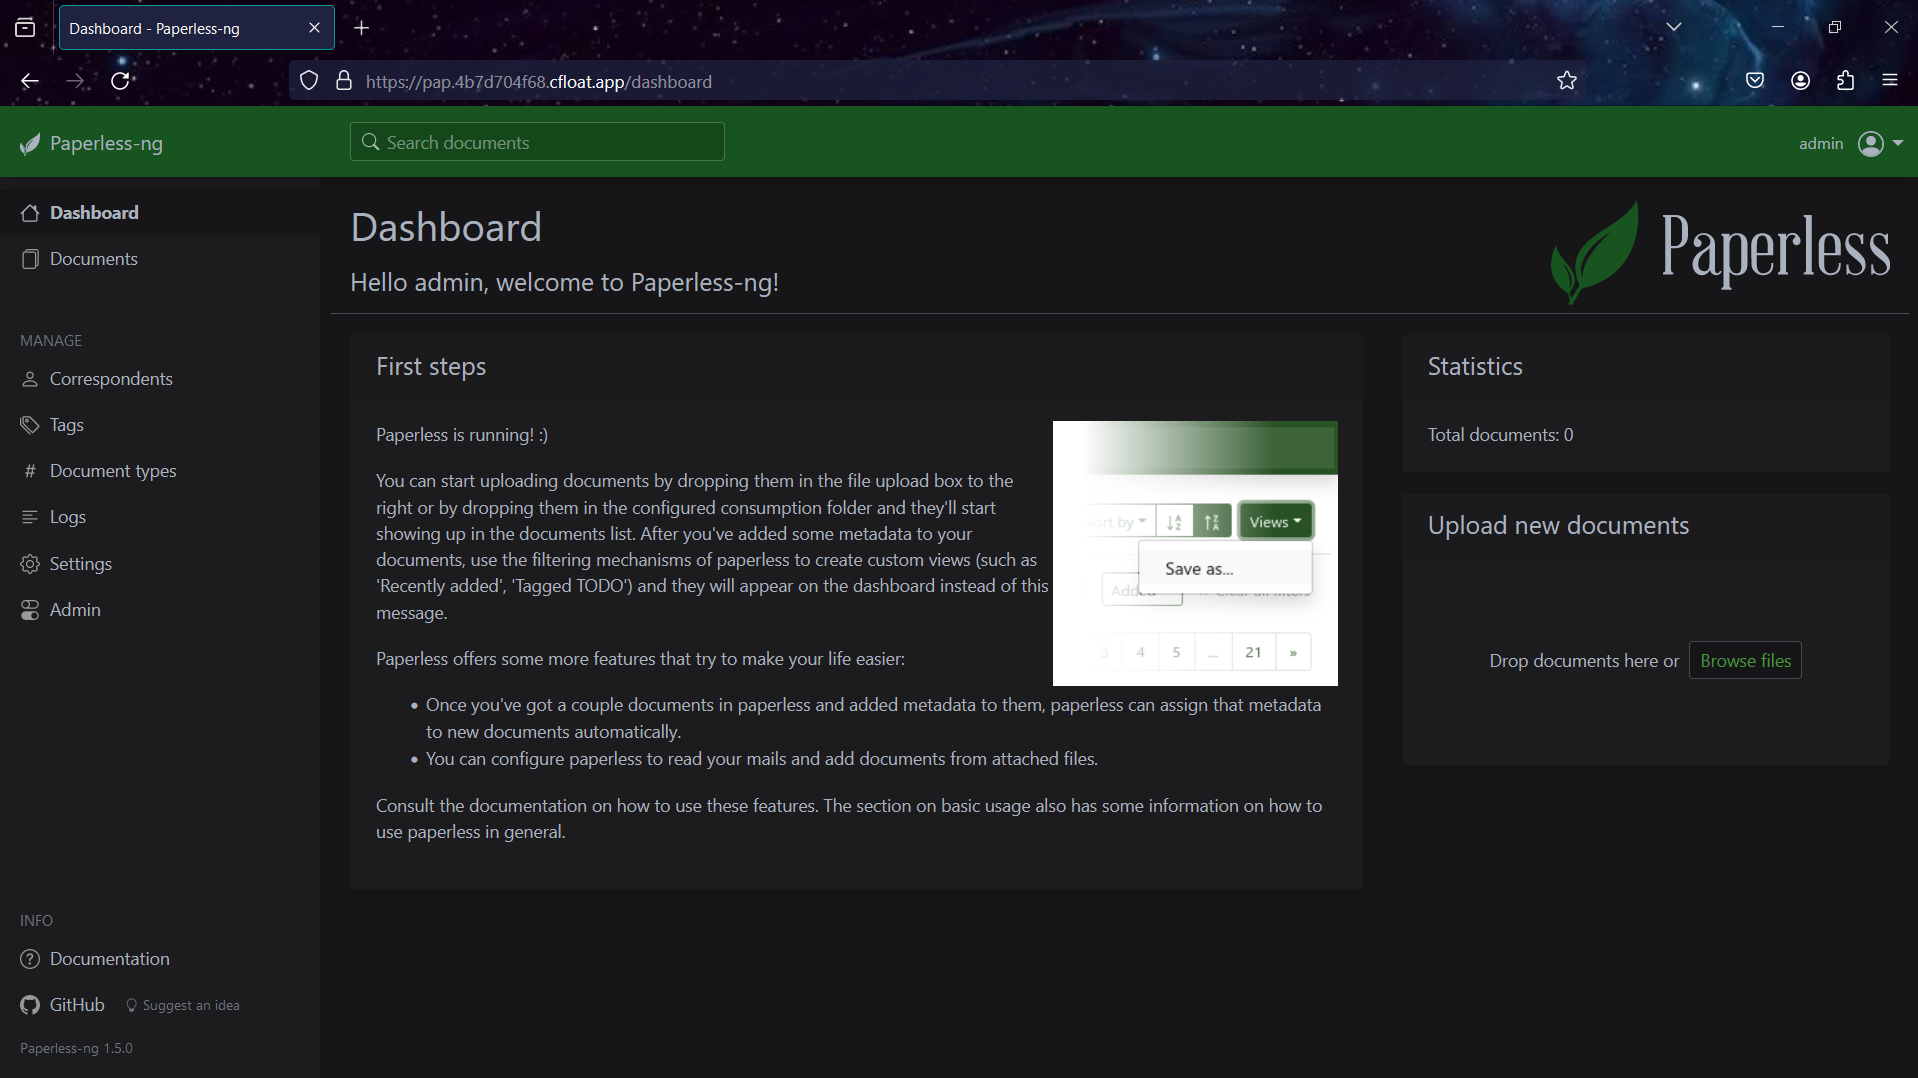 Dashboard - Paperless-ng
https://pap.4b7d704f68.cfloat.app/dashboard
Paperless-ng
Search documents
admin
Dashboard
Documents
MANAGE
Correspondents
Tags
# Document types
Logs
Settings
Admin
INFO
Documentation
GitHub
Suggest an idea
Paperless-ng 1.5.0
Dashboard
Hello admin, welcome to Paperless-ng!
Paperless
First steps
Paperless is running! :)
You can start uploading documents by dropping them in the file upload box to the
right or by dropping them in the configured consumption folder and they'll start
showing up in the documents list. After you've added some metadata to your
documents, use the filtering mechanisms of paperless to create custom views (such as
'Recently added', 'Tagged TODO') and they will appear on the dashboard instead of this
message.
Paperless offers some more features that try to make your life easier:
• Once you've got a couple documents in paperless and added metadata to them, paperless can assign that metadata
to new documents automatically.
• You can configure paperless to read your mails and add documents from attached files.
Consult the documentation on how to use these features. The section on basic usage also has some information on how to
use paperless in general.
Sort by
Views
Save as...
Clear all filters
3 4 5 ... 21 »
Statistics
Total documents: 0
Upload new documents
Drop documents here or
Browse files